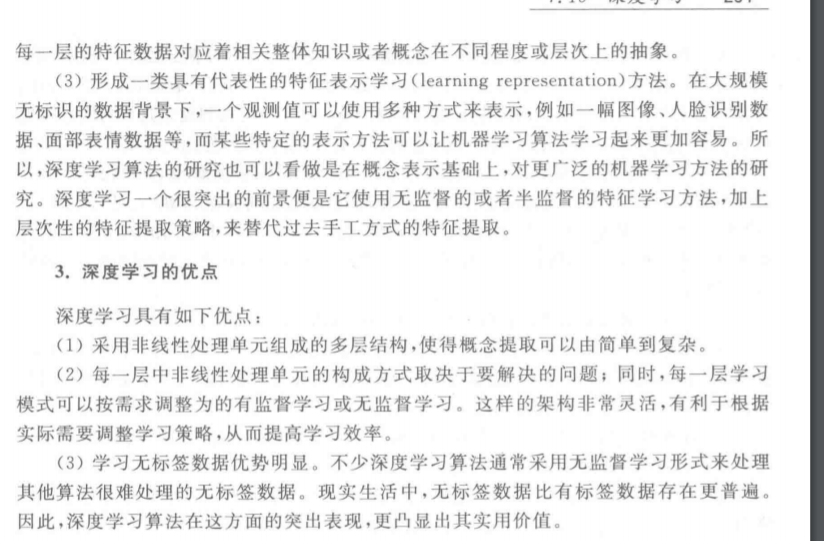 每一层的特征数据对应着相关整体知识或者概念在不同程度或层次上的抽象。
(3) 形成一类具有代表性的特征表示学习(learning representation)方法。在大规模
无标识的数据背景下,一个观测值可以使用多种方式来表示,例如一幅图像、人脸识别数
据、面部表情数据等,而某些特定的表示方法可以让机器学习算法学习起来更加容易。所
以,深度学习算法的研究也可以看做是在概念表示基础上,对更广泛的机器学习方法的研
究。深度学习一个很突出的前景便是它使用无监督的或者半监督的特征学习方法,加上
层次性的特征提取策略,来替代过去手工方式的特征提取。
3. 深度学习的优点
深度学习具有如下优点:
(1) 采用非线性处理单元组成的多层结构,使得概念提取可以由简单到复杂。
(2) 每一层中非线性处理单元的构成方式取决于要解决的问题;同时,每一层学习
模式可以按需求调整为的有监督学习或无监督学习。这样的架构非常灵活,有利于根据
实际需要调整学习策略,从而提高学习效率。
(3) 学习无标签数据优势明显。不少深度学习算法通常采用无监督学习形式来处理
其他算法很难处理的无标签数据。现实生活中,无标签数据比有标签数据存在更普遍。
因此,深度学习算法在这方面的突出表现,更凸显出其实用价值。